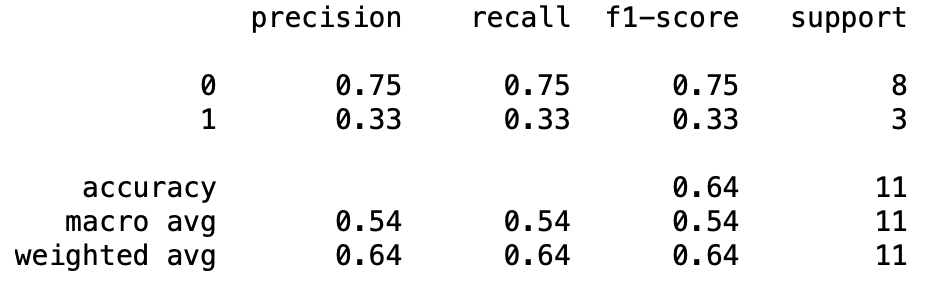 precision recall f1-score support
0 0.75 0.75 0.75 8
1 0.33 0.33 0.33 3
accuracy 0.64 11
macro avg 0.54 0.54 0.54 11
weighted avg 0.64 0.64 0.64 11